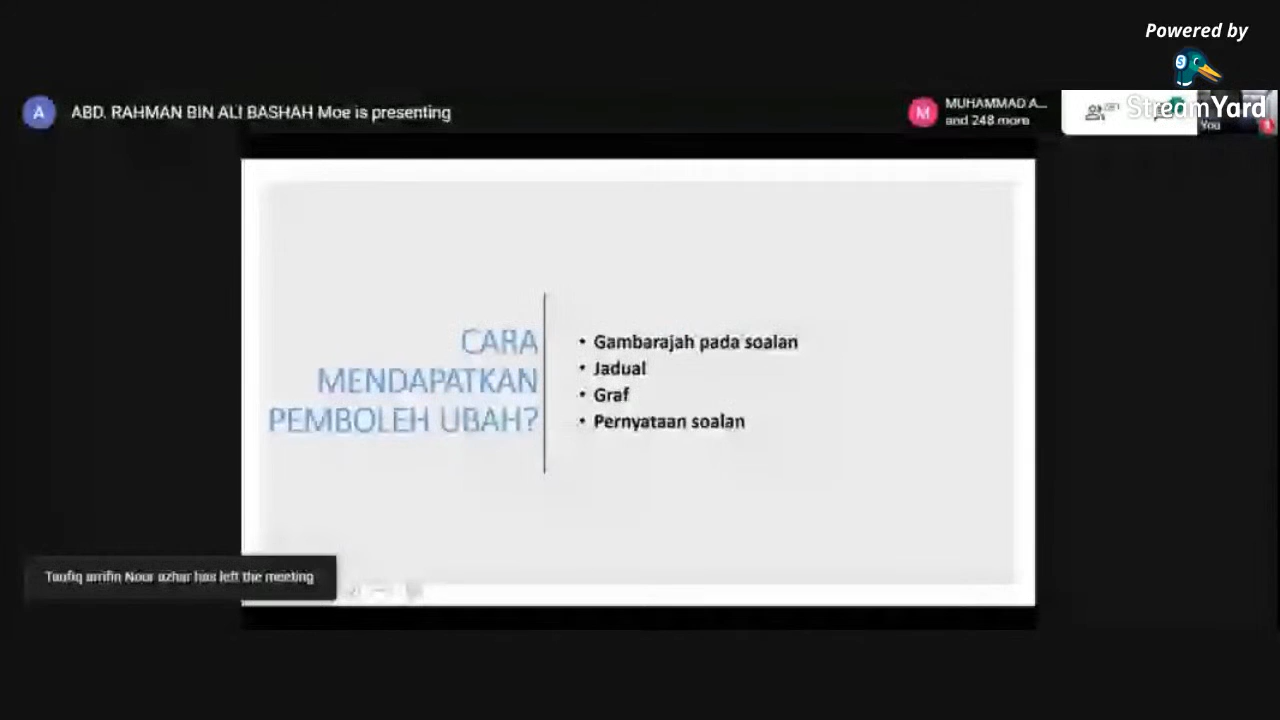 Powered by
StreamYard
A
ABD. RAHMAN BIN ALI BASHAH Moe is presenting
M
MUHAMMAD A...
and 248 more
You
CARA
MENDAPATKAN
PEMBOLEH UBAH?
• Gambarajah pada soalan
• Jadual
• Graf
• Pernyataan soalan
Taufiq arrifin Nour azhar has left the meeting